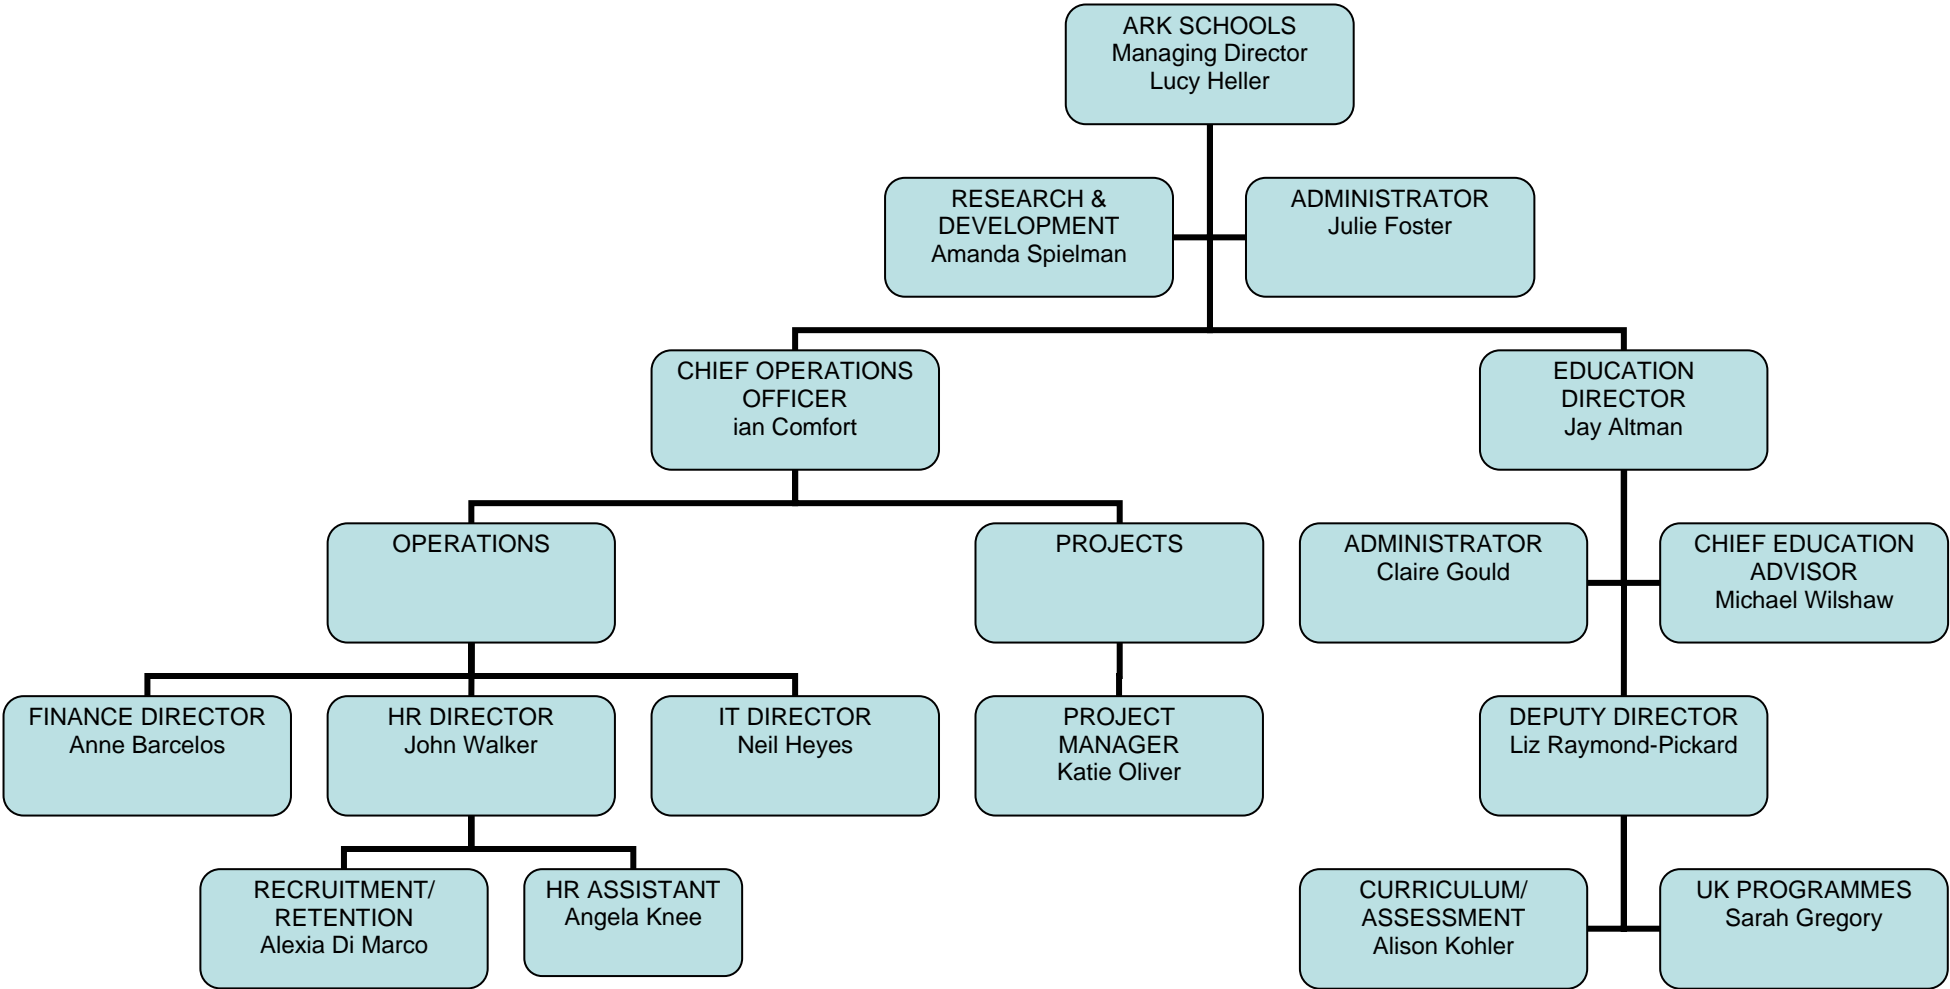 ARK SCHOOLS
Managing Director
Lucy Heller
RESEARCH &
DEVELOPMENT
Amanda Spielman
ADMINISTRATOR
Julie Foster
CHIEF OPERATIONS
OFFICER
ian Comfort
EDUCATION
DIRECTOR
Jay Altman
OPERATIONS
PROJECTS
ADMINISTRATOR
Claire Gould
CHIEF EDUCATION
ADVISOR
Michael Wilshaw
FINANCE DIRECTOR
Anne Barcelos
HR DIRECTOR
John Walker
IT DIRECTOR
Neil Heyes
PROJECT
MANAGER
Katie Oliver
DEPUTY DIRECTOR
Liz Raymond-Pickard
RECRUITMENT/
RETENTION
Alexia Di Marco
HR ASSISTANT
Angela Knee
CURRICULUM/
ASSESSMENT
Alison Kohler
UK PROGRAMMES
Sarah Gregory